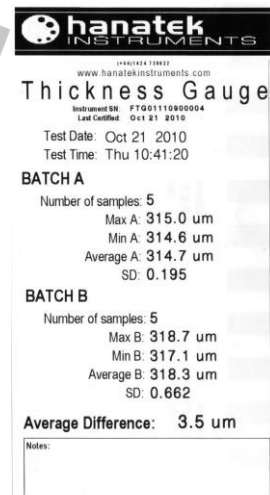 hanatek
INSTRUMENTS
(+44)1424 739622
www.hanatekinstruments.com
Thickness Gauge
Instrument SN: FTG01110900004
Last Certified: Oct 21 2010
Test Date: Oct 21 2010
Test Time: Thu 10:41:20
BATCH A
Number of samples: 5
Max A: 315.0 um
Min A: 314.6 um
Average A: 314.7 um
SD: 0.195
BATCH B
Number of samples: 5
Max B: 318.7 um
Min B: 317.1 um
Average B: 318.3 um
SD: 0.662
Average Difference: 3.5 um
Notes: